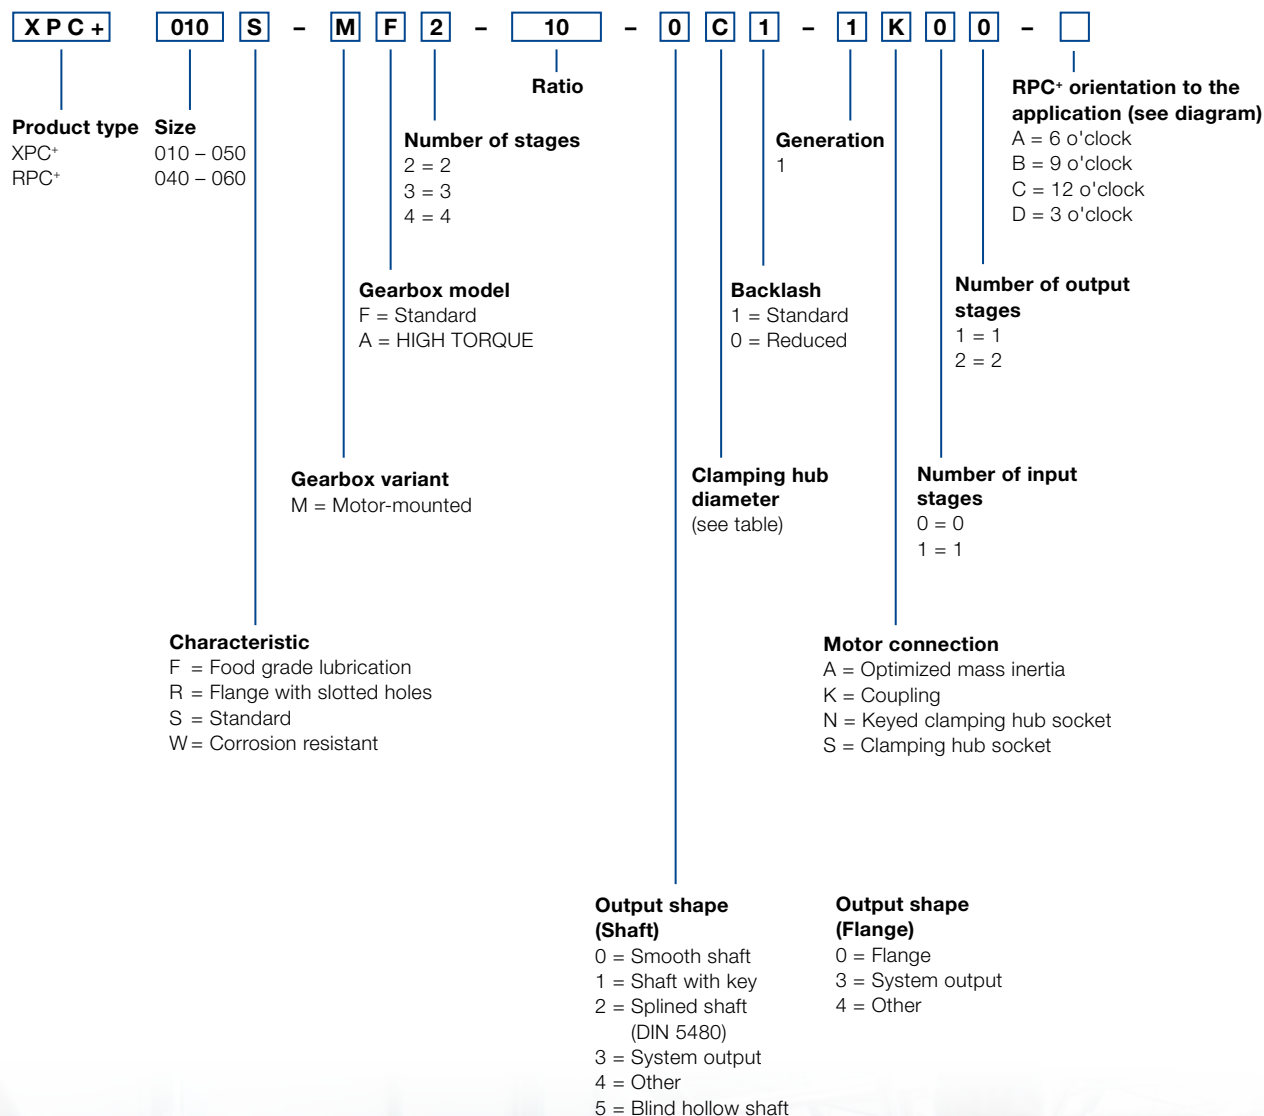 X P C + 010 S – M F 2 – 10 – 0 C 1 – 1 K 0 0 –
Ratio
Product type
XPC+
RPC+
Size
010 – 050
040 – 060
Number of stages
2 = 2
3 = 3
4 = 4
Generation
1
RPC+ orientation to the
application (see diagram)
A = 6 o'clock
B = 9 o'clock
C = 12 o'clock
D = 3 o'clock
Gearbox model
F = Standard
A = HIGH TORQUE
Backlash
1 = Standard
0 = Reduced
Number of output
stages
1 = 1
2 = 2
Gearbox variant
M = Motor-mounted
Clamping hub
diameter
(see table)
Number of input
stages
0 = 0
1 = 1
Characteristic
F = Food grade lubrication
R = Flange with slotted holes
S = Standard
W = Corrosion resistant
Motor connection
A = Optimized mass inertia
K = Coupling
N = Keyed clamping hub socket
S = Clamping hub socket
Output shape
(Shaft)
0 = Smooth shaft
1 = Shaft with key
2 = Splined shaft
(DIN 5480)
3 = System output
4 = Other
5 = Blind hollow shaft
Output shape
(Flange)
0 = Flange
3 = System output
4 = Other